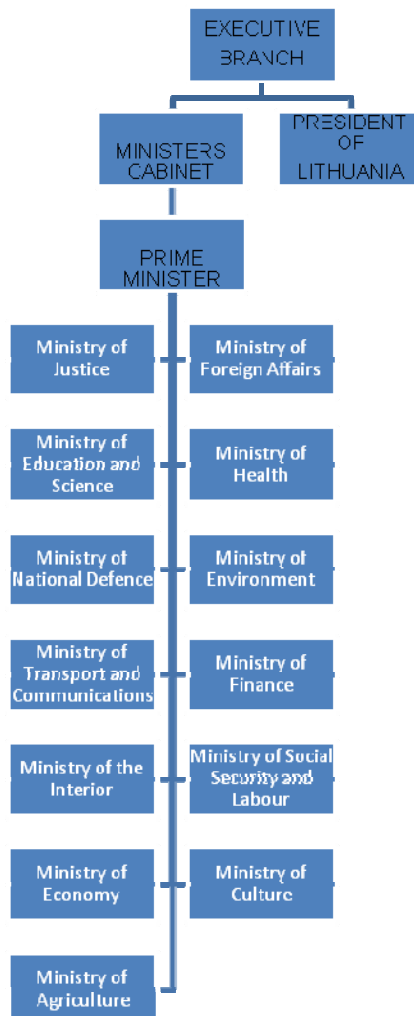 EXECUTIVE
BRANCH
MINISTERS
CABINET
PRESIDENT
OF
LITHUANIA
PRIME
MINISTER
Ministry of
Justice
Ministry of
Foreign Affairs
Ministry of
Education and
Science
Ministry of
Health
Ministry of
National Defence
Ministry of
Environment
Ministry of
Transport and
Communications
Ministry of
Finance
Ministry of the
Interior
Ministry of Social
Security and
Labour
Ministry of
Economy
Ministry of
Culture
Ministry of
Agriculture